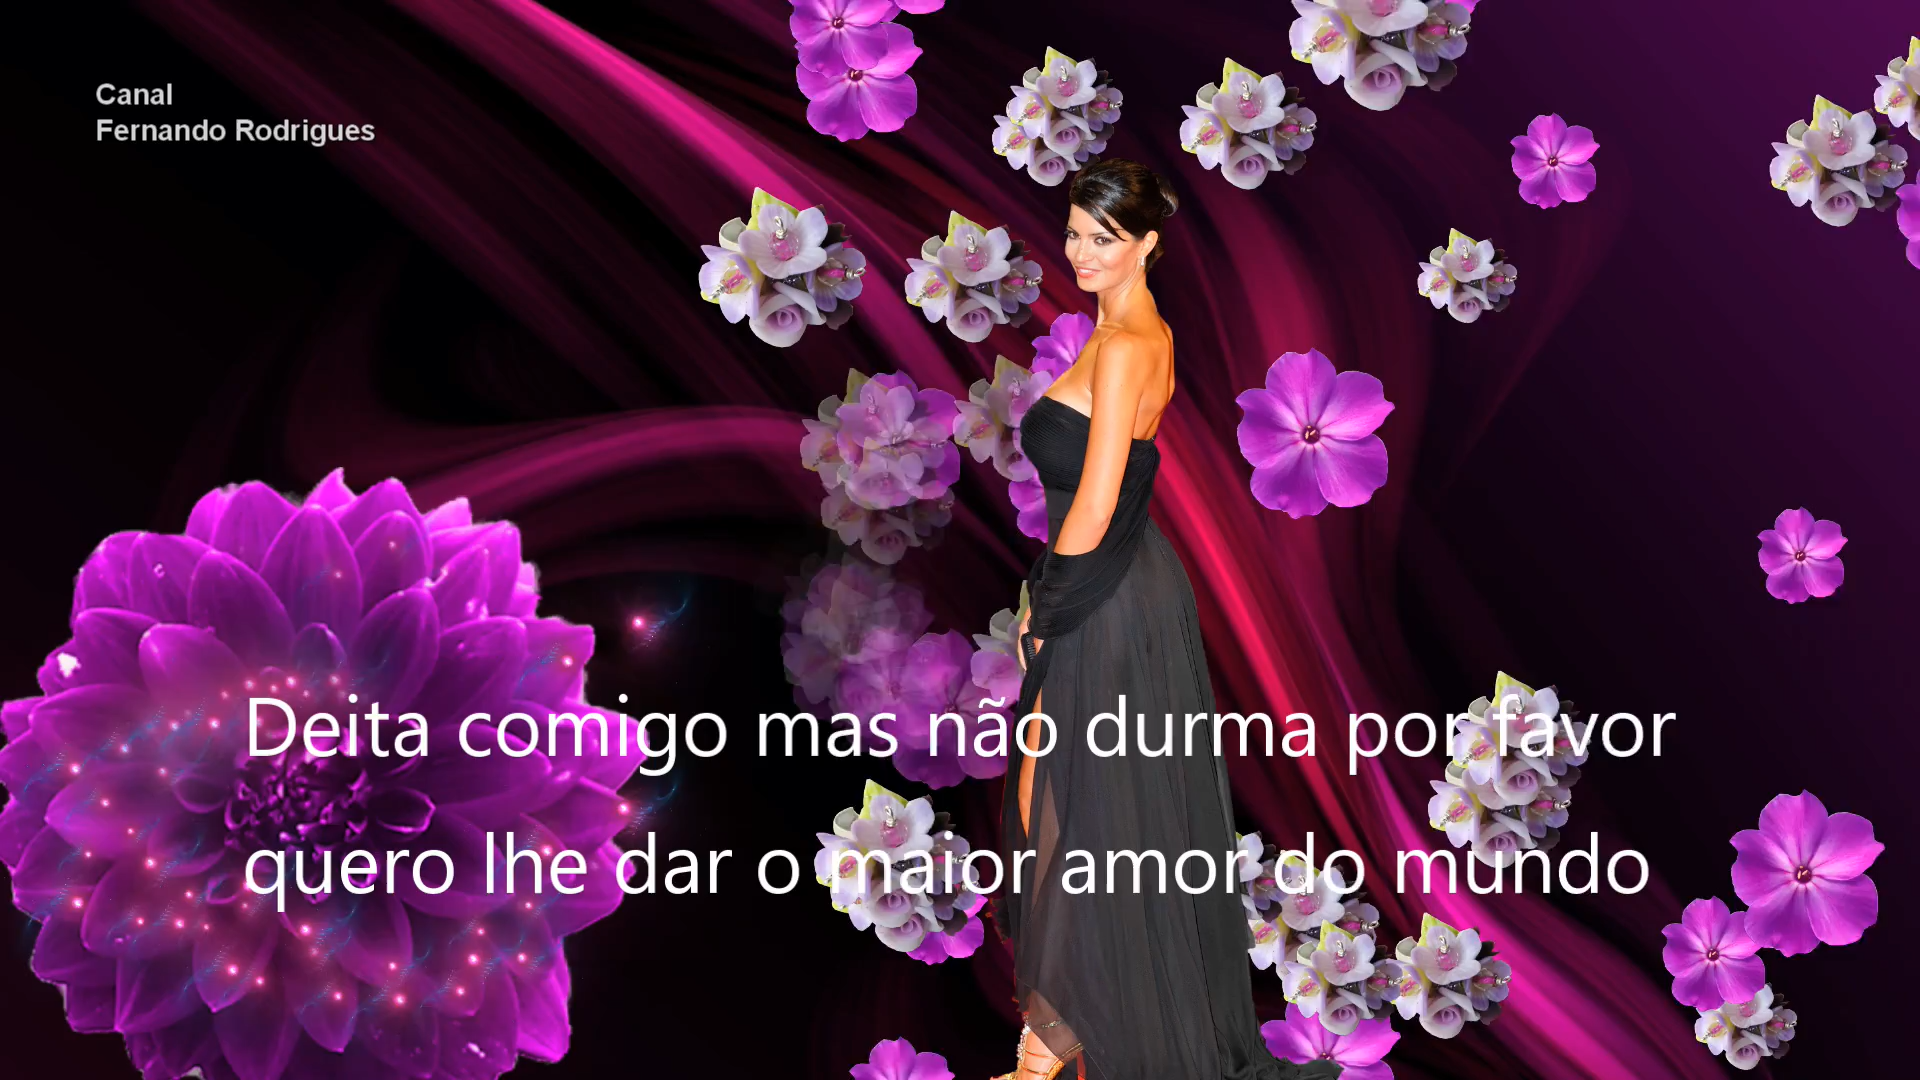 Canal
Fernando Rodrigues
Deita comigo mas não durma por favor
quero lhe dar o maior amor do mundo